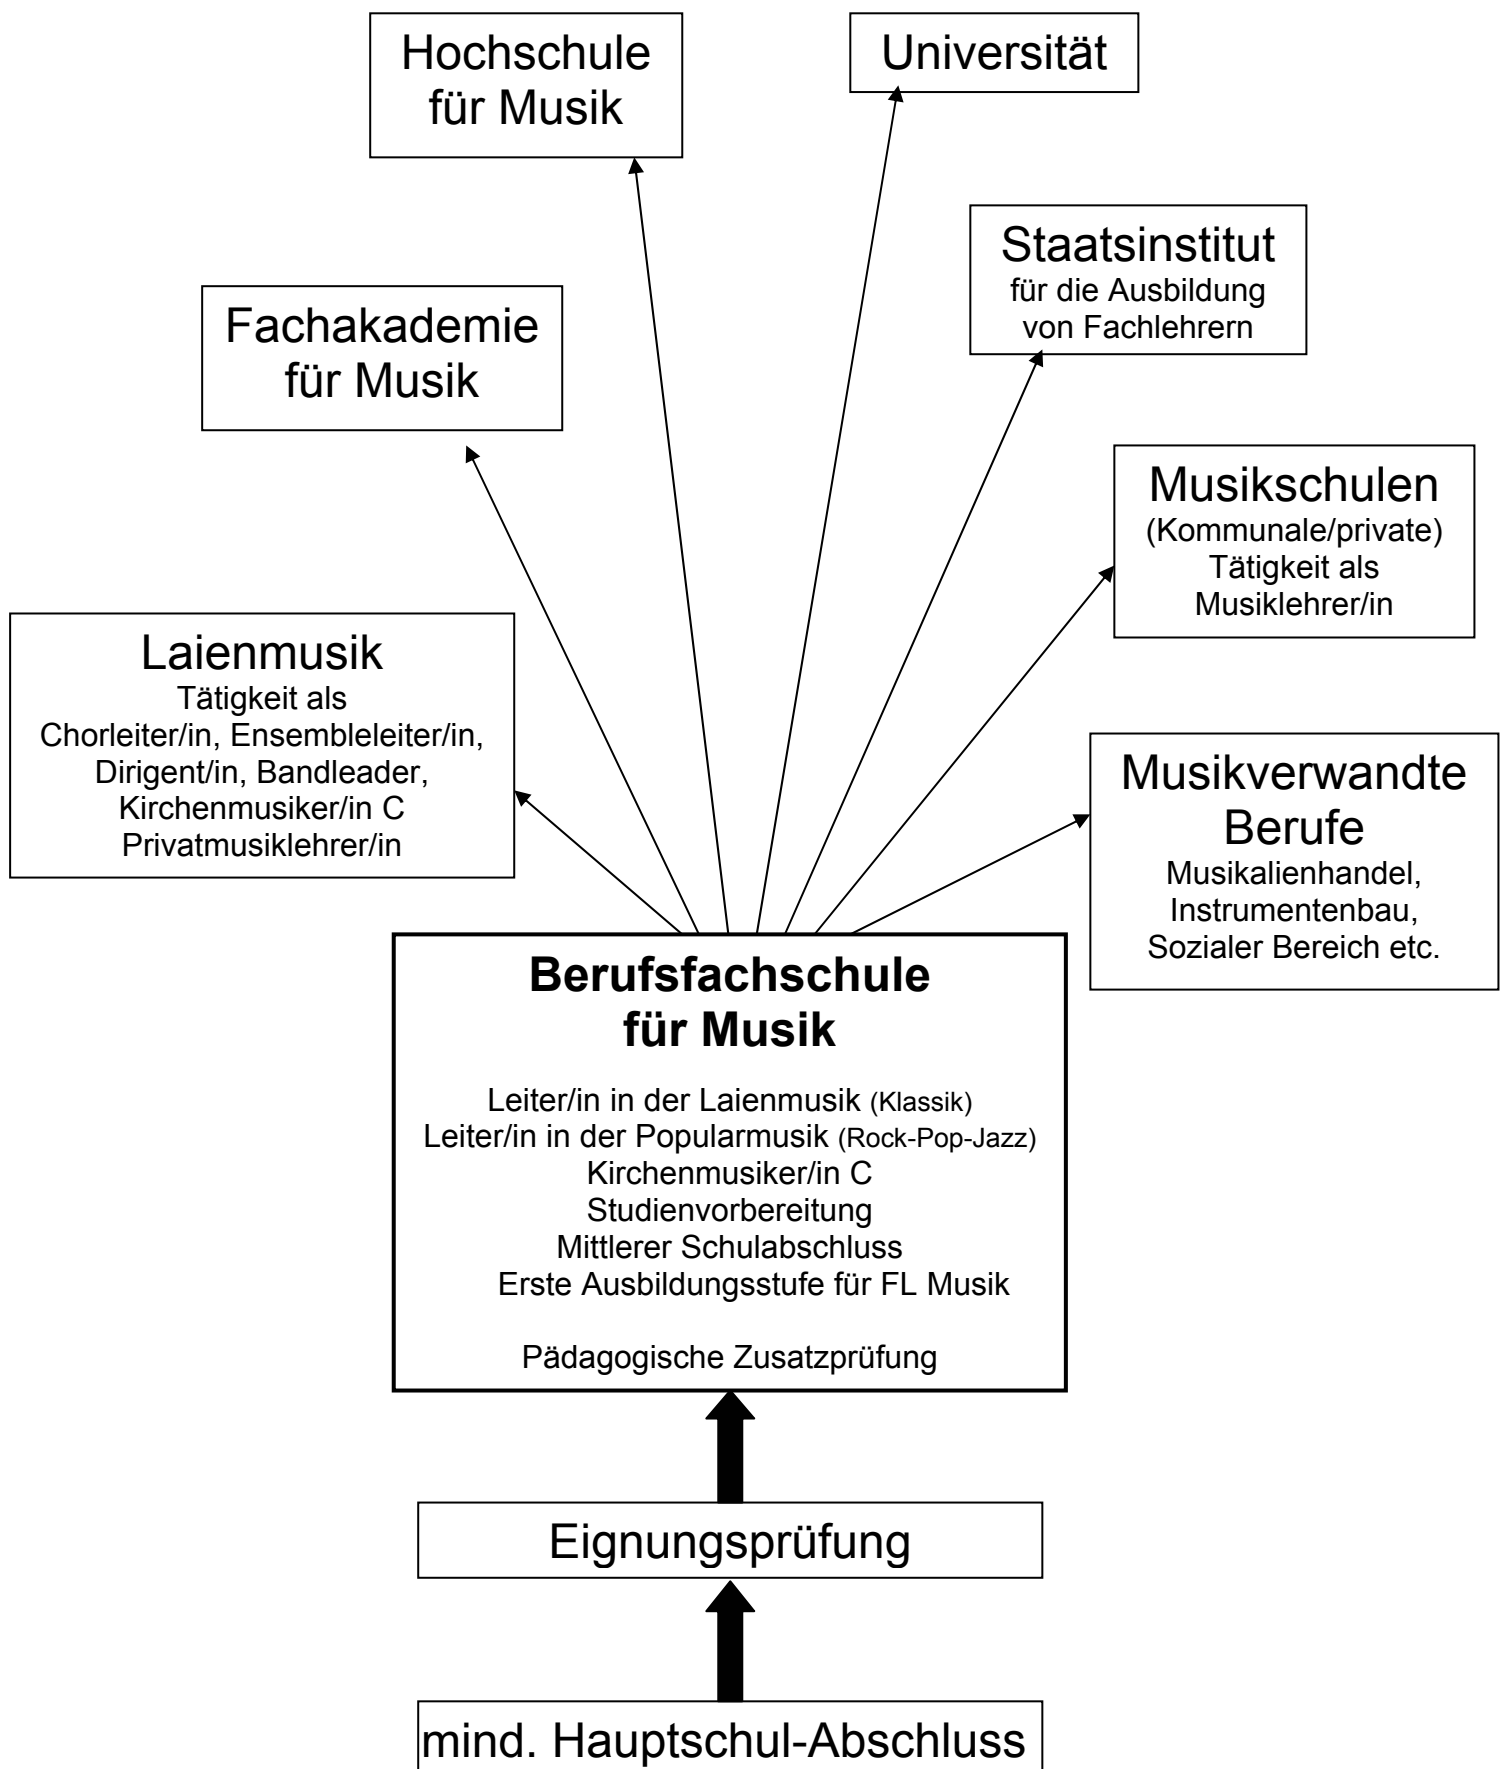 Hochschule
für Musik
Universität
Staatsinstitut
für die Ausbildung
von Fachlehrern
Fachakademie
für Musik
Musikschulen
(Kommunale/private)
Tätigkeit als
Musiklehrer/in
Laienmusik
Tätigkeit als
Chorleiter/in, Ensembleleiter/in,
Dirigent/in, Bandleader,
Kirchenmusiker/in C
Privatmusiklehrer/in
Musikverwandte
Berufe
Musikalienhandel,
Instrumentenbau,
Sozialer Bereich etc.
Berufsfachschule
für Musik
Leiter/in in der Laienmusik (Klassik)
Leiter/in in der Popularmusik (Rock-Pop-Jazz)
Kirchenmusiker/in C
Studienvorbereitung
Mittlerer Schulabschluss
Erste Ausbildungsstufe für FL Musik
Pädagogische Zusatzprüfung
Eignungsprüfung
mind. Hauptschul-Abschluss